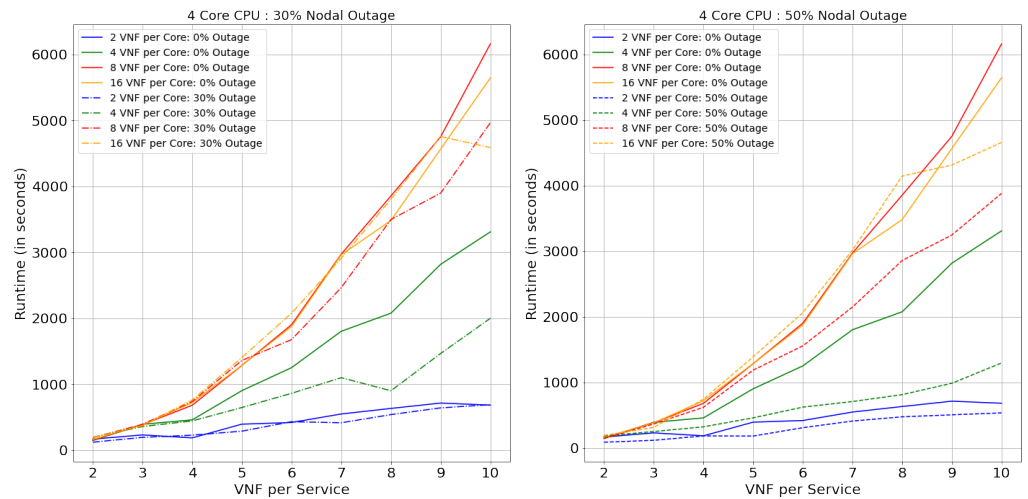 4 Core CPU : 30% Nodal Outage
2 VNF per Core: 0% Outage
4 VNF per Core: 0% Outage
8 VNF per Core: 0% Outage
16 VNF per Core: 0% Outage
2 VNF per Core: 30% Outage
4 VNF per Core: 30% Outage
8 VNF per Core: 30% Outage
16 VNF per Core: 30% Outage
Runtime (in seconds)
6000
5000
4000
3000
2000
1000
0
2 3 4 5 6 7 8 9 10
VNF per Service
4 Core CPU : 50% Nodal Outage
2 VNF per Core: 0% Outage
4 VNF per Core: 0% Outage
8 VNF per Core: 0% Outage
16 VNF per Core: 0% Outage
2 VNF per Core: 50% Outage
4 VNF per Core: 50% Outage
8 VNF per Core: 50% Outage
16 VNF per Core: 50% Outage
Runtime (in seconds)
6000
5000
4000
3000
2000
1000
0
2 3 4 5 6 7 8 9 10
VNF per Service